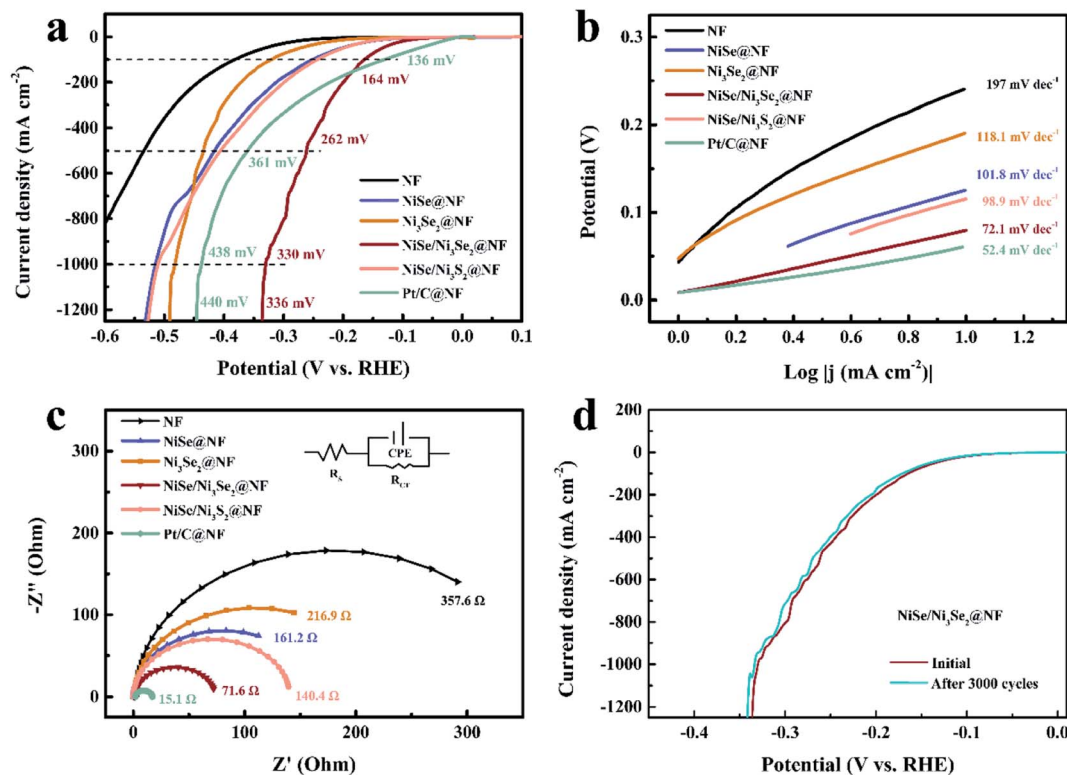 a
Current density (mA cm⁻²)
0
-200
-400
-600
-800
-1000
-1200
136 mV
164 mV
262 mV
361 mV
438 mV
330 mV
440 mV
336 mV
NF
NiSe@NF
Ni₃Se₂@NF
NiSe/Ni₃Se₂@NF
NiSe/Ni₃S₂@NF
Pt/C@NF
-0.6 -0.5 -0.4 -0.3 -0.2 -0.1 0.0 0.1
Potential (V vs. RHE)
b
Potential (V)
0.3
0.2
0.1
0.0
NF
NiSe@NF
Ni₃Se₂@NF
NiSe/Ni₃Se₂@NF
NiSe/Ni₃S₂@NF
Pt/C@NF
197 mV dec⁻¹
118.1 mV dec⁻¹
101.8 mV dec⁻¹
98.9 mV dec⁻¹
72.1 mV dec⁻¹
52.4 mV dec⁻¹
0.0 0.2 0.4 0.6 0.8 1.0 1.2
Log |j (mA cm⁻²)|
c
-Z'' (Ohm)
300
200
100
0
NF
NiSe@NF
Ni₃Se₂@NF
NiSe/Ni₃Se₂@NF
NiSe/Ni₃S₂@NF
Pt/C@NF
CPE
Rₛ
R_CT
357.6 Ω
216.9 Ω
161.2 Ω
140.4 Ω
71.6 Ω
15.1 Ω
0 100 200 300
Z' (Ohm)
d
Current density (mA cm⁻²)
200
0
-200
-400
-600
-800
-1000
-1200
NiSe/Ni₃Se₂@NF
Initial
After 3000 cycles
-0.4 -0.3 -0.2 -0.1 0.0
Potential (V vs. RHE)